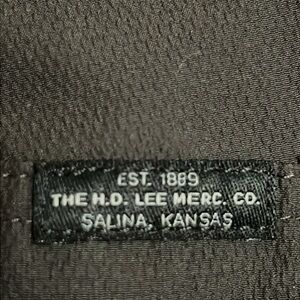 EST. 1889
THE H.D. LEE MERC. CO.
SALINA, KANSAS